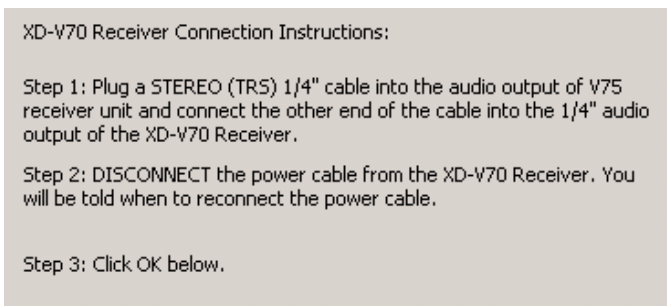 XD-V70 Receiver Connection Instructions:
Step 1: Plug a STEREO (TRS) 1/4" cable into the audio output of V75
receiver unit and connect the other end of the cable into the 1/4" audio
output of the XD-V70 Receiver.
Step 2: DISCONNECT the power cable from the XD-V70 Receiver. You
will be told when to reconnect the power cable.
Step 3: Click OK below.